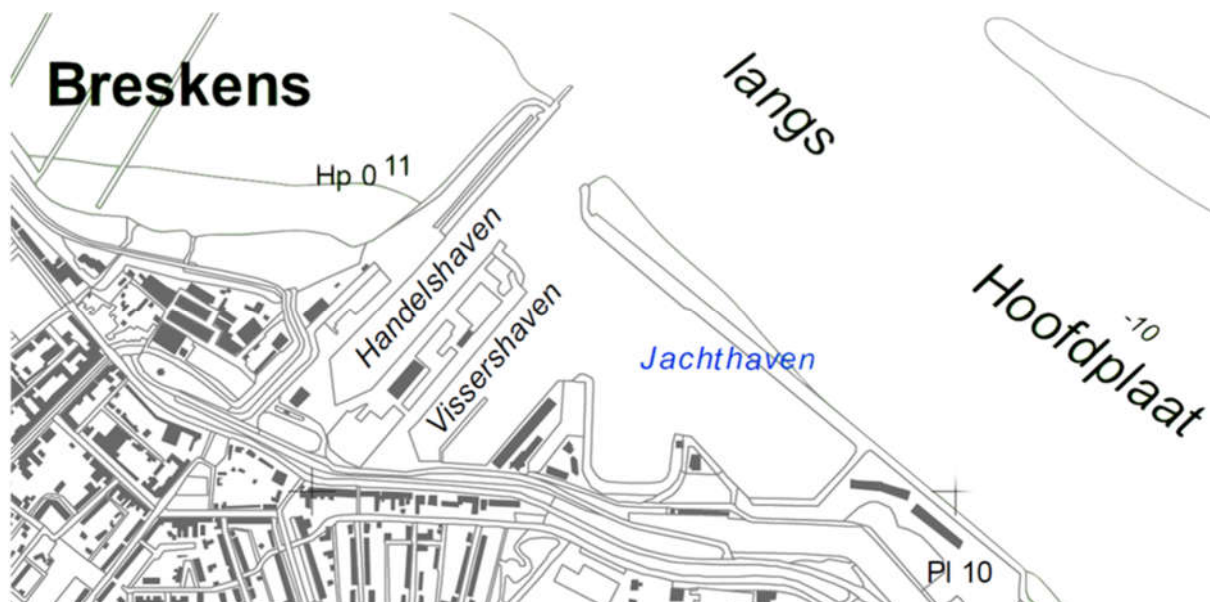 Breskens
langs
Hp 0 11
Handelshaven
Vissershaven
Jachthaven
-10
Hoofdplaat
Pl 10